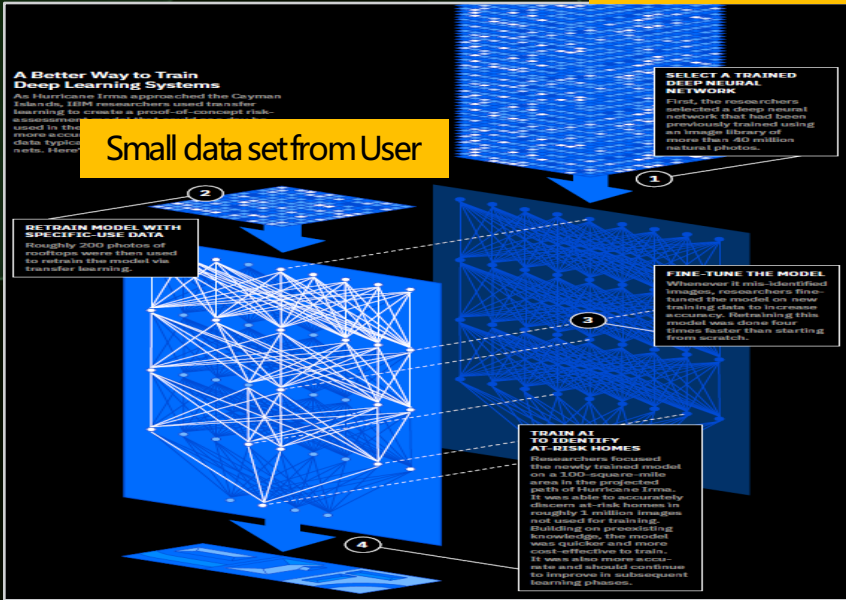 A Better Way to Train
Deep Learning Systems
As Hurricane Irma approached the Cayman
Islands, IBM researchers used transfer
learning to create a proof-of-concept risk-
used in the
more accu
data typica
nets. Here'
Small data set from User
SELECT A TRAINED
DEEP NEURAL
NETWORK
First, the researchers
selected a deep neural
network that had been
previously trained using
an image library of
more than 40 million
natural photos.
1
2
RETRAIN MODEL WITH
SPECIFIC-USE DATA
Roughly 200 photos of
rooftops were then used
to retrain the model via
transfer learning.
FINE-TUNE THE MODEL
Whenever it mis-identified
images, researchers fine-
tuned the model on new
training data to increase
accuracy. Retraining this
model was done four
times faster than starting
from scratch.
3
TRAIN AI
TO IDENTIFY
AT-RISK HOMES
Researchers focused
the newly trained model
on a 100-square-mile
area in the projected
path of Hurricane Irma.
It was able to accurately
discern at-risk homes in
roughly 1 million images
not used for training.
Building on preexisting
knowledge, the model
was quicker and more
cost-effective to train.
It was also more accu-
rate and should continue
to improve in subsequent
learning phases.
4